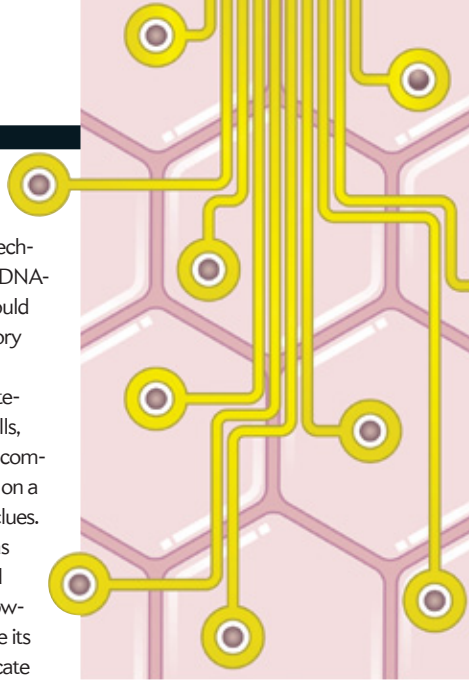 ech-
DNA-
ould
ory
te-
lls,
com-
on a
clues.
s
l
ow-
e its
cate